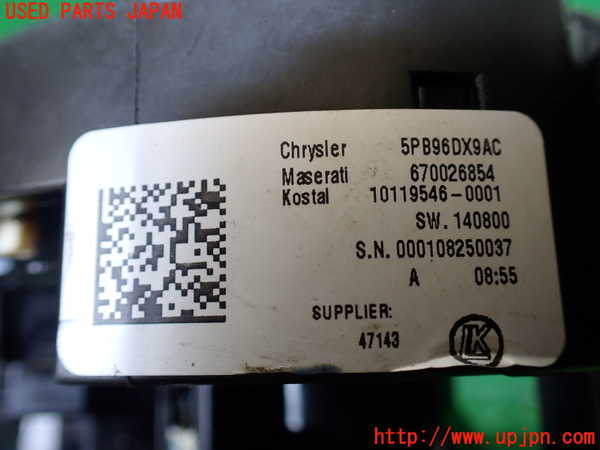 USED PARTS JAPAN
Chrysler 5PB96DX9AC
Maserati 670026854
Kostal 10119546-0001
SW. 140800
S.N. 000108250037
A 08:55
SUPPLIER:
47143
LK
http://www.upjpn.com/